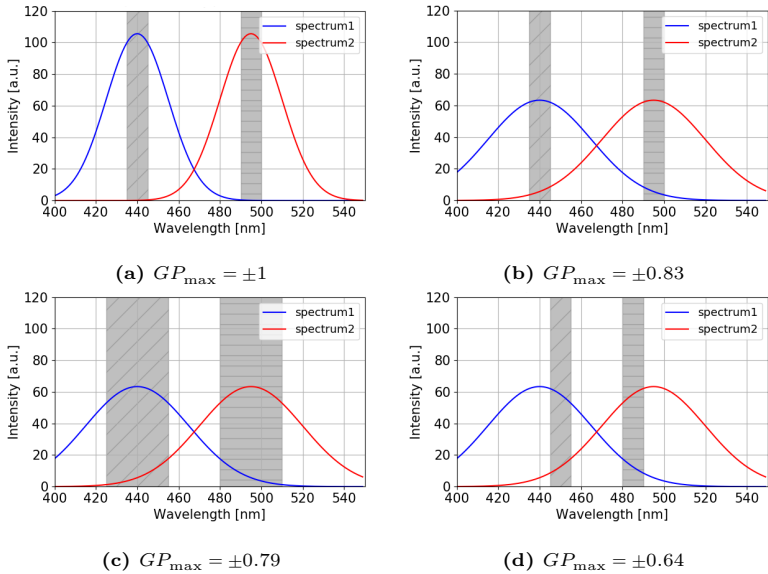 120
100
80
60
40
20
0
Intensity [a.u.]
spectrum1
spectrum2
400 420 440 460 480 500 520 540
Wavelength [nm]
(a) GP_max = ±1
120
100
80
60
40
20
0
Intensity [a.u.]
spectrum1
spectrum2
400 420 440 460 480 500 520 540
Wavelength [nm]
(b) GP_max = ±0.83
120
100
80
60
40
20
0
Intensity [a.u.]
spectrum1
spectrum2
400 420 440 460 480 500 520 540
Wavelength [nm]
(c) GP_max = ±0.79
120
100
80
60
40
20
0
Intensity [a.u.]
spectrum1
spectrum2
400 420 440 460 480 500 520 540
Wavelength [nm]
(d) GP_max = ±0.64